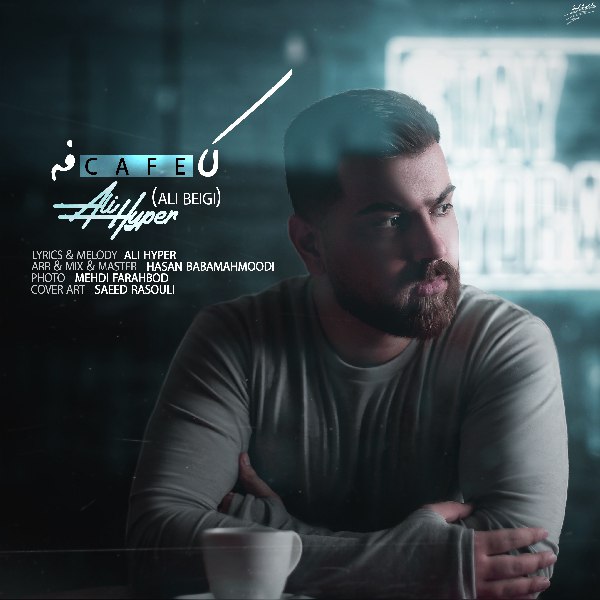 کافه
CAFE
Ali Hyper
(ALI BEIGI)
LYRICS & MELODY ALI HYPER
ARR & MIX & MASTER HASAN BABAMAHMOODI
PHOTO MEHDI FARAHBOD
COVER ART SAEED RASOULI